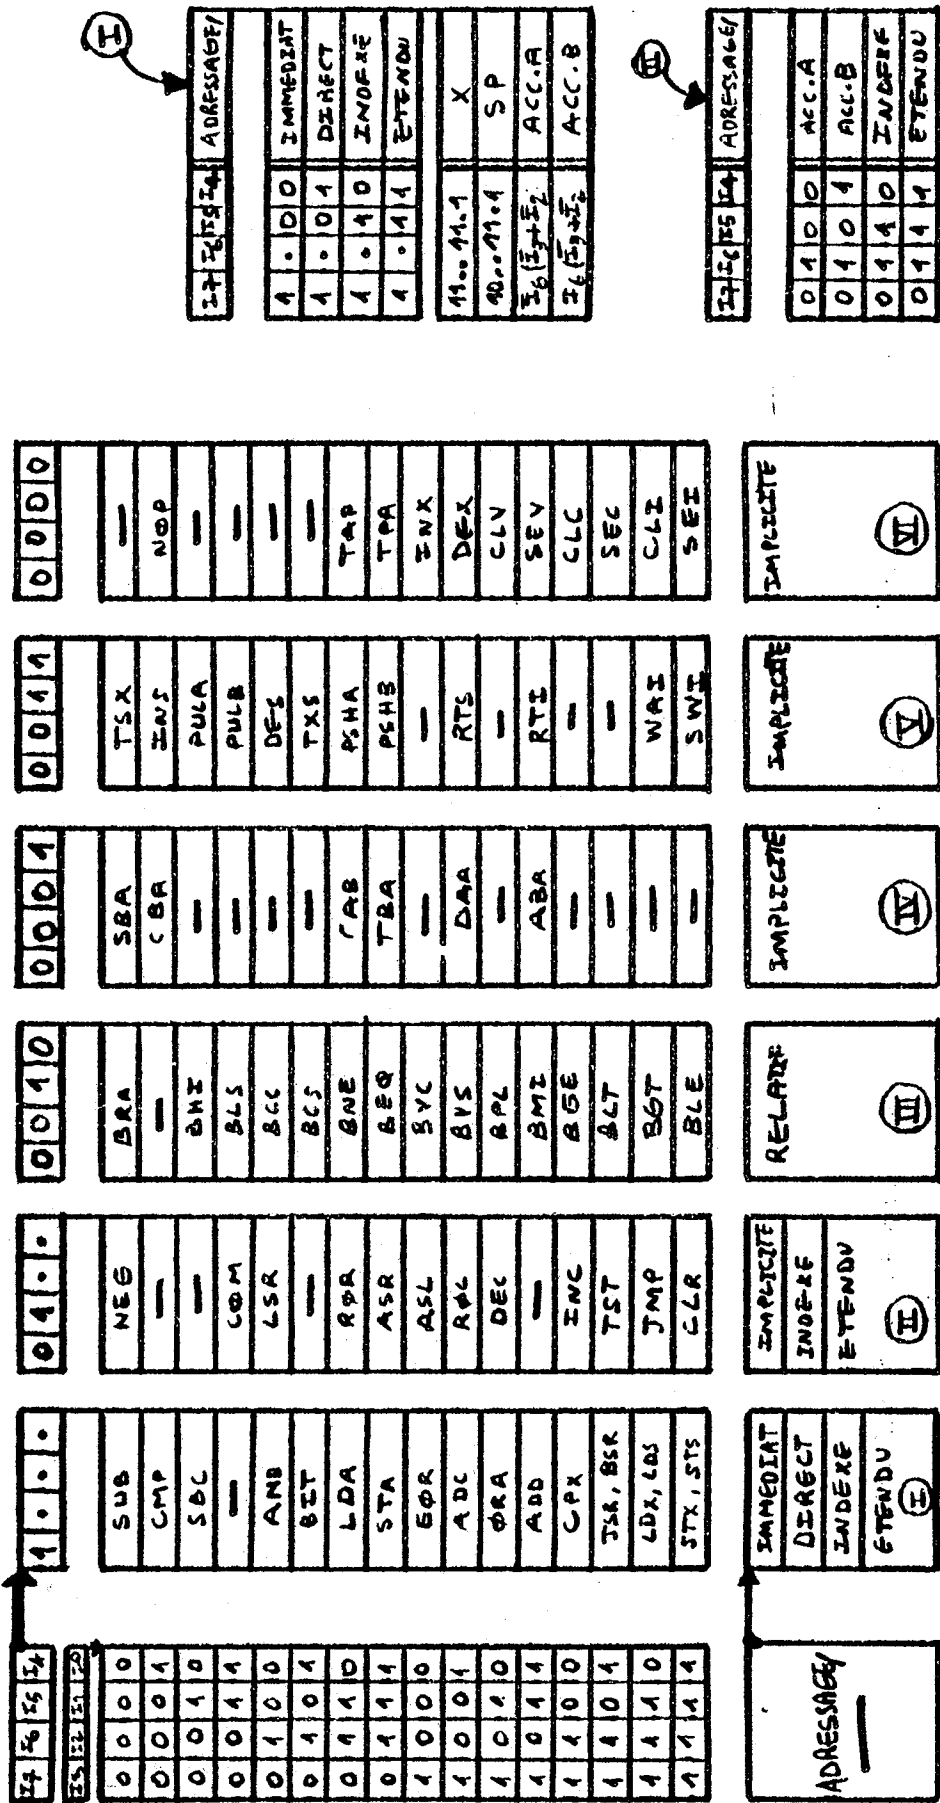 I7 I6 I5 I4 | 1 . . . | 0 1 . . | 0 0 1 0 | 0 0 0 1 | 0 0 1 1 | 0 0 0 0
I3 I2 I1 I0
0 0 0 0 | SUB | NEG | BRA | SBA | TSX | —
0 0 0 1 | CMP | — | — | CBA | INS | NØP
0 0 1 0 | SBC | — | BHI | — | PULA | —
0 0 1 1 | — | CØM | BLS | — | PULB | —
0 1 0 0 | AND | LSR | BCC | — | DES | —
0 1 0 1 | BIT | — | BCS | — | TXS | —
0 1 1 0 | LDA | RØR | BNE | TAB | PSHA | TAP
0 1 1 1 | STA | ASR | BEQ | TBA | PSHB | TPA
1 0 0 0 | EØR | ASL | BVC | — | — | INX
1 0 0 1 | ADC | RØL | BVS | DAA | RTS | DEX
1 0 1 0 | ØRA | DEC | BPL | — | — | CLV
1 0 1 1 | ADD | — | BMI | ABA | RTI | SEV
1 1 0 0 | CPX | INC | BGE | — | — | CLC
1 1 0 1 | JSR, BSR | TST | BLT | — | — | SEC
1 1 1 0 | LDX, LDS | JMP | BGT | — | WAI | CLI
1 1 1 1 | STX, STS | CLR | BLE | — | SWI | SEI
ADRESSAGE/ —
IMMEDIAT
DIRECT
INDEXE
ETENDU
I
IMPLICITE
INDEXE
ETENDU
II
RELATIF
III
IMPLICITE
IV
IMPLICITE
V
IMPLICITE
VI
I
I7 I6 I5 I4 | ADRESSAGE/
1 . 0 0 | IMMEDIAT
1 . 0 1 | DIRECT
1 . 1 0 | INDEXE
1 . 1 1 | ETENDU
11..11.1 | X
10..11.1 | SP
ACC.A
ACC.B
II
I7 I6 I5 I4 | ADRESSAGE/
0 1 0 0 | ACC.A
0 1 0 1 | ACC.B
0 1 1 0 | INDEXE
0 1 1 1 | ETENDU